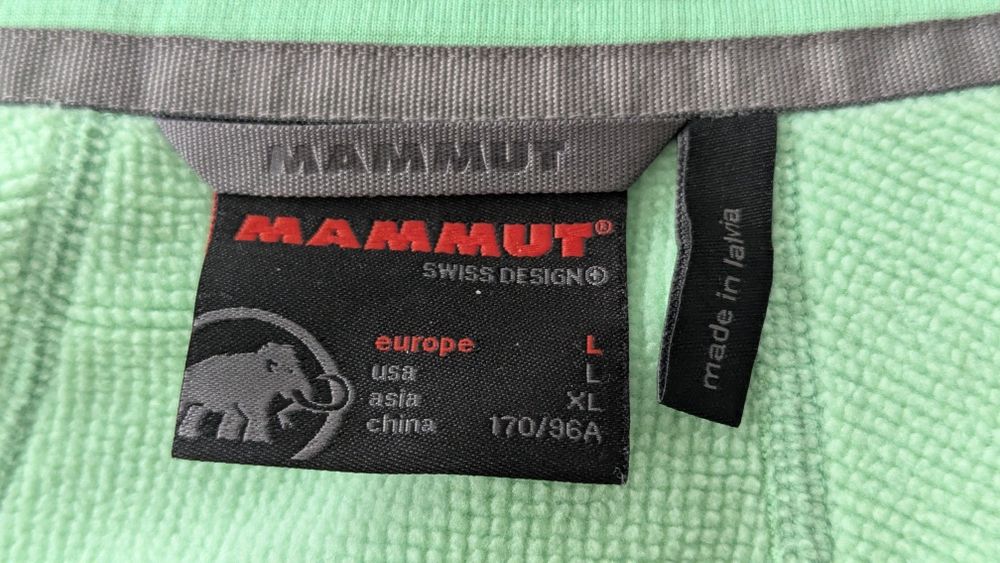 MAMMUT
MAMMUT®
SWISS DESIGN
europe L
usa L
asia XL
china 170/96A
made in latvia